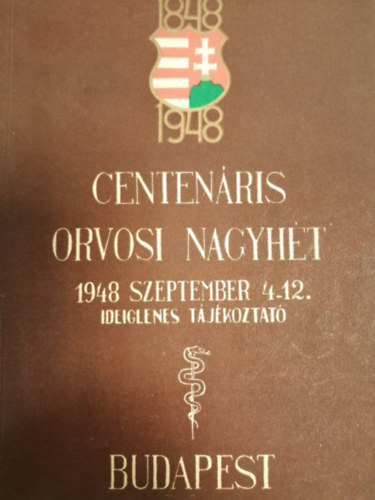 1848
1948
CENTENÁRIS
ORVOSI NAGYHÉT
1948 SZEPTEMBER 4-12.
IDEIGLENES TÁJÉKOZTATÓ
BUDAPEST